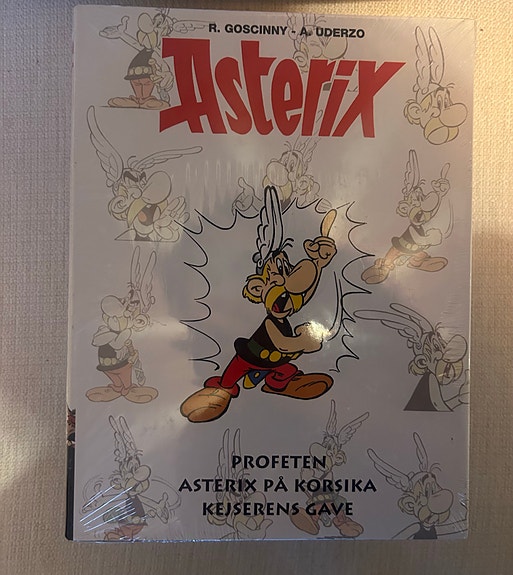 R. GOSCINNY - A. UDERZO
Asterix
PROFETEN
ASTERIX PÅ KORSIKA
KEJSERENS GAVE